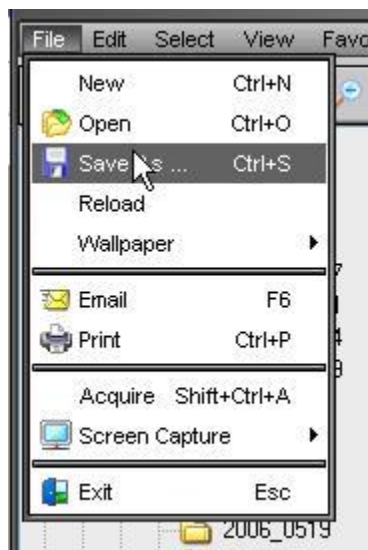 File Edit Select View Favo
New Ctrl+N
Open Ctrl+O
Save As ... Ctrl+S
Reload
Wallpaper
Email F6
Print Ctrl+P
Acquire Shift+Ctrl+A
Screen Capture
Exit Esc
2006_0519